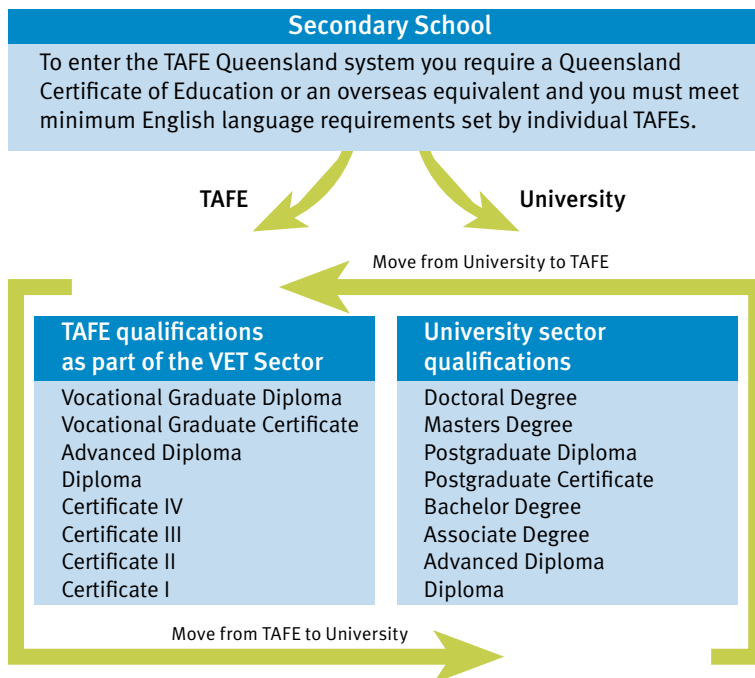 Secondary School
To enter the TAFE Queensland system you require a Queensland
Certificate of Education or an overseas equivalent and you must meet
minimum English language requirements set by individual TAFEs.
TAFE
University
Move from University to TAFE
TAFE qualifications
as part of the VET Sector
Vocational Graduate Diploma
Vocational Graduate Certificate
Advanced Diploma
Diploma
Certificate IV
Certificate III
Certificate II
Certificate I
University sector
qualifications
Doctoral Degree
Masters Degree
Postgraduate Diploma
Postgraduate Certificate
Bachelor Degree
Associate Degree
Advanced Diploma
Diploma
Move from TAFE to University